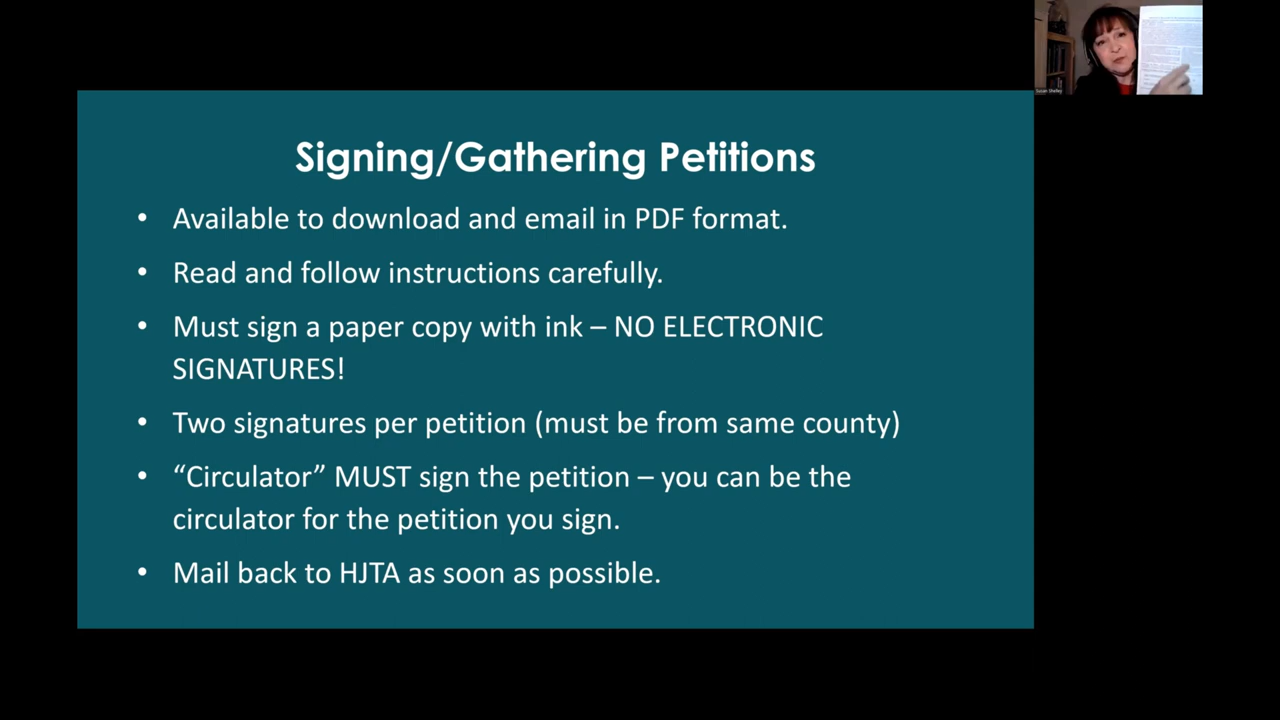 Signing/Gathering Petitions
• Available to download and email in PDF format.
• Read and follow instructions carefully.
• Must sign a paper copy with ink – NO ELECTRONIC
SIGNATURES!
• Two signatures per petition (must be from same county)
• “Circulator” MUST sign the petition – you can be the
circulator for the petition you sign.
• Mail back to HJTA as soon as possible.
Susan Shelley